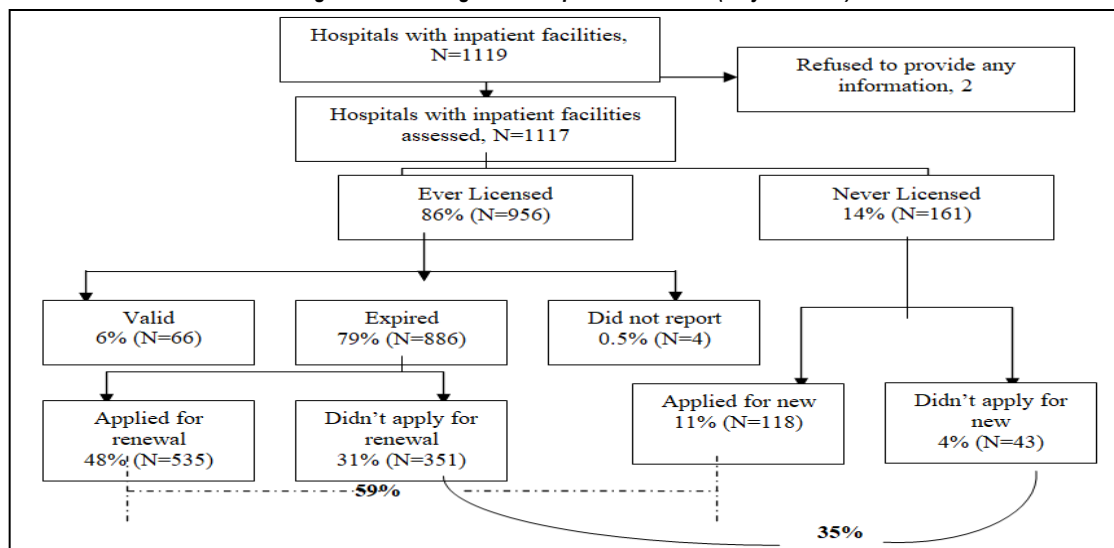 Hospitals with inpatient facilities,
N=1119
Refused to provide any
information, 2
Hospitals with inpatient facilities
assessed, N=1117
Ever Licensed
86% (N=956)
Never Licensed
14% (N=161)
Valid
6% (N=66)
Expired
79% (N=886)
Did not report
0.5% (N=4)
Applied for
renewal
48% (N=535)
Didn’t apply for
renewal
31% (N=351)
Applied for new
11% (N=118)
Didn’t apply for
new
4% (N=43)
59%
35%